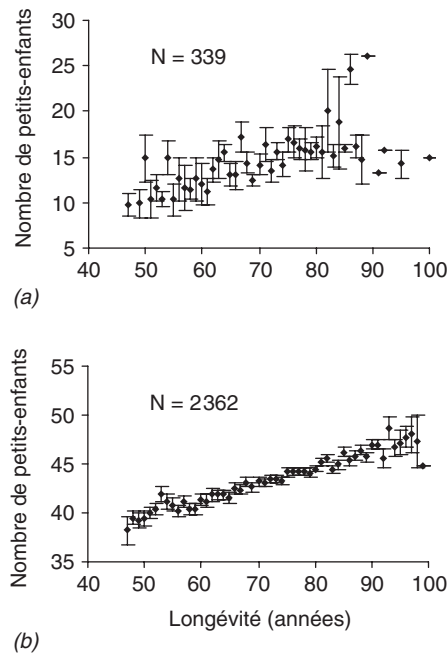 Nombre de petits-enfants
30
25
20
15
10
5
N = 339
40 50 60 70 80 90 100
(a)
Nombre de petits-enfants
55
50
45
40
35
N = 2362
40 50 60 70 80 90 100
Longévité (années)
(b)